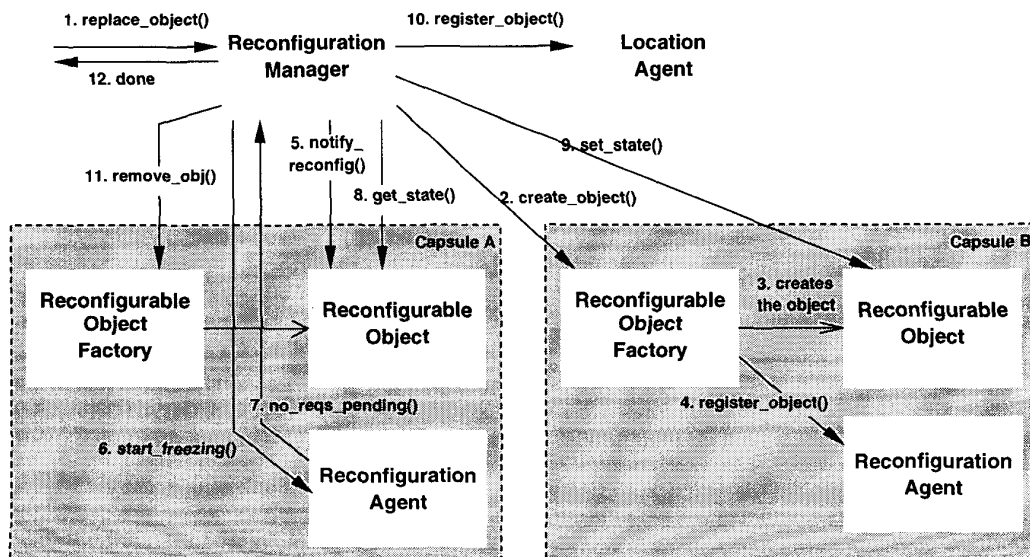 1. replace_object()
10. register_object()
Reconfiguration
Manager
Location
Agent
12. done
5. notify_
reconfig()
9. set_state()
11. remove_obj()
8. get_state()
2. create_object()
Capsule A
Capsule B
Reconfigurable
Object
Factory
Reconfigurable
Object
Reconfigurable
Object
Factory
3. creates
the object
Reconfigurable
Object
7. no_reqs_pending()
4. register_object()
6. start_freezing()
Reconfiguration
Agent
Reconfiguration
Agent